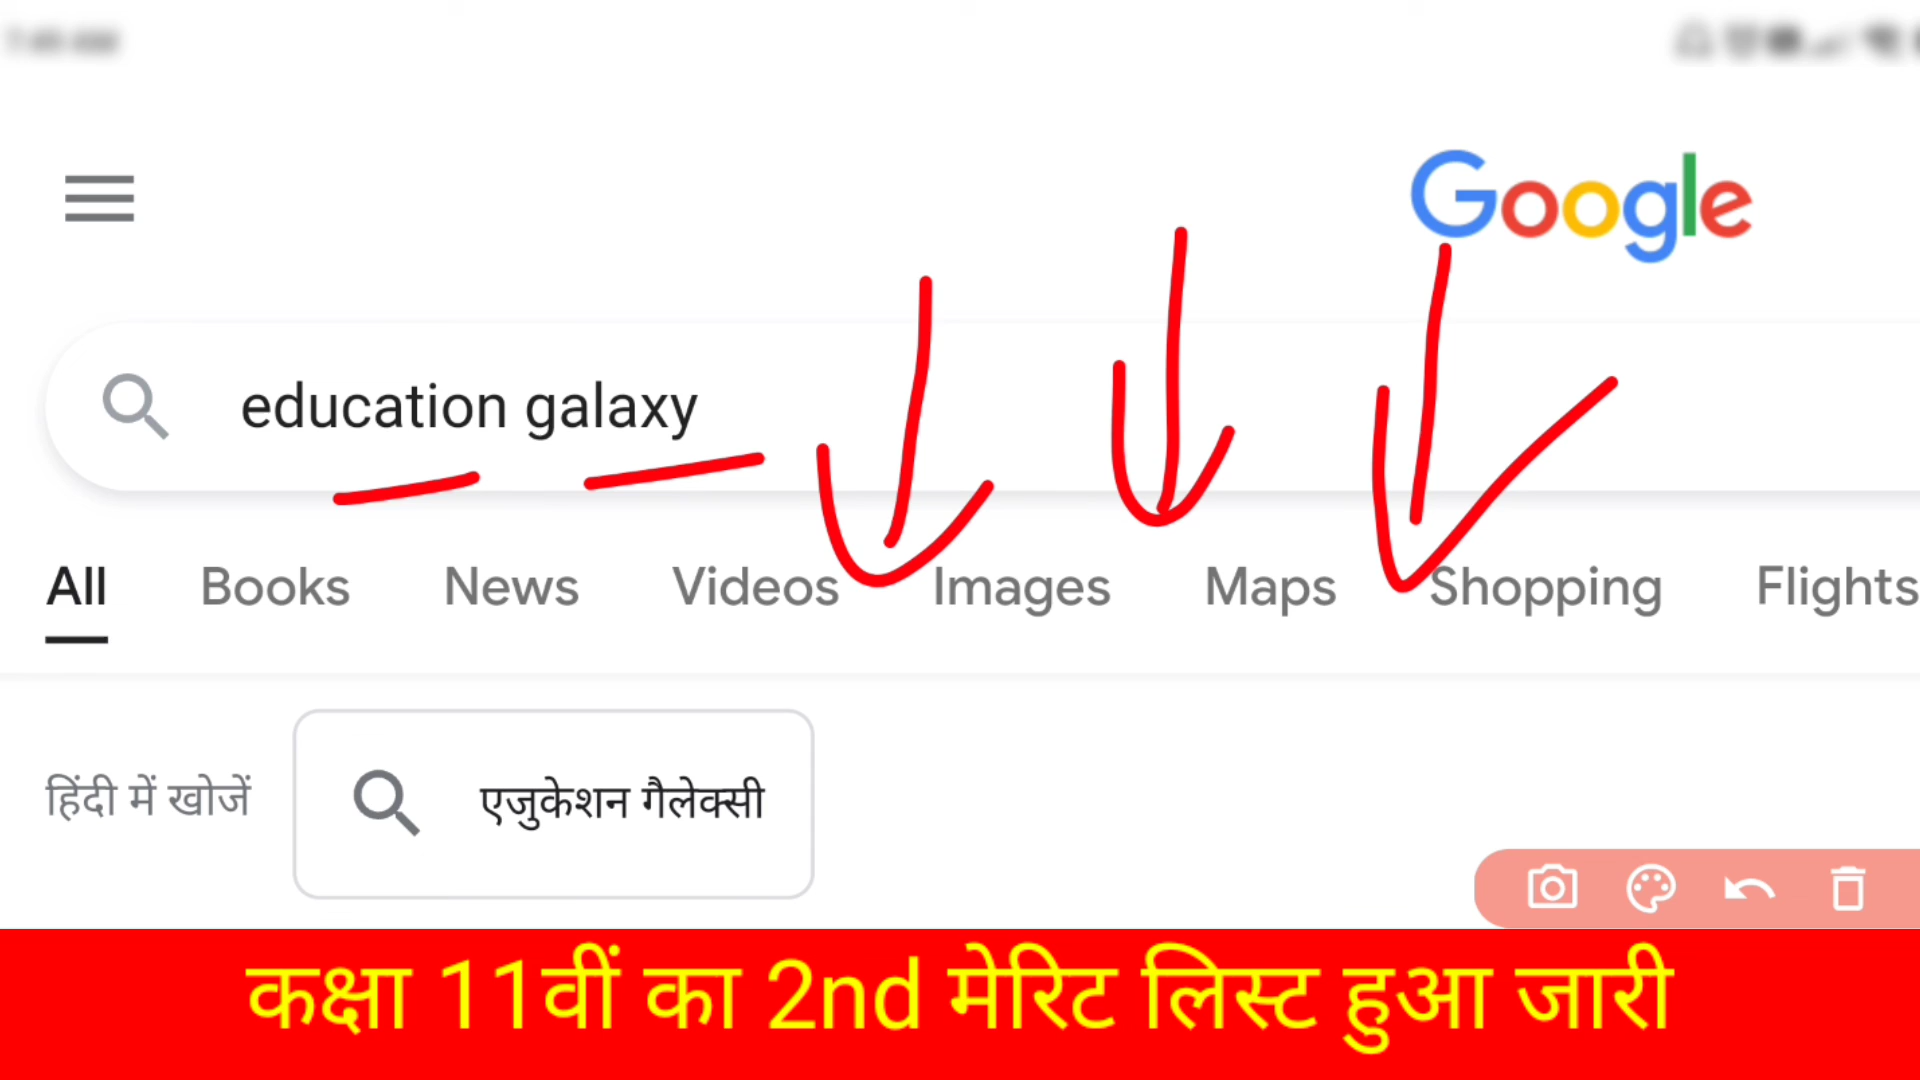 Google
education galaxy
All Books News Videos Images Maps Shopping Flights
हिंदी में खोजें एजुकेशन गैलेक्सी
कक्षा 11वीं का 2nd मेरिट लिस्ट हुआ जारी